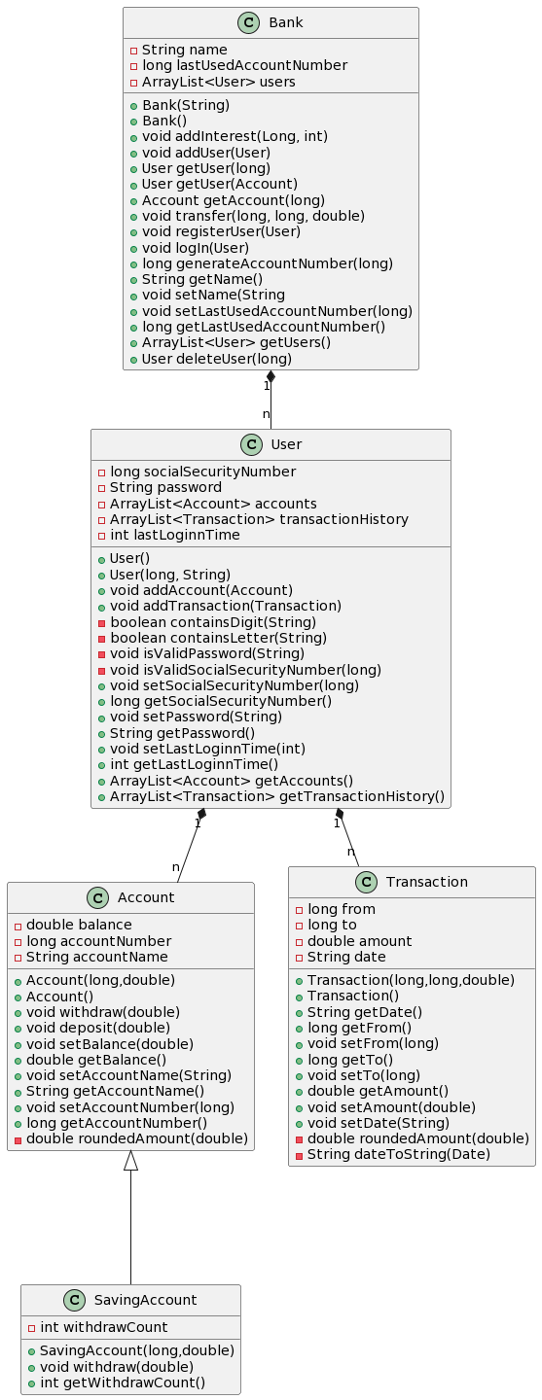 C Bank
String name
long lastUsedAccountNumber
ArrayList<User> users
Bank(String)
Bank()
void addInterest(Long, int)
void addUser(User)
User getUser(long)
User getUser(Account)
Account getAccount(long)
void transfer(long, long, double)
void registerUser(User)
void logIn(User)
long generateAccountNumber(long)
String getName()
void setName(String
void setLastUsedAccountNumber(long)
long getLastUsedAccountNumber()
ArrayList<User> getUsers()
User deleteUser(long)
1
n
C User
long socialSecurityNumber
String password
ArrayList<Account> accounts
ArrayList<Transaction> transactionHistory
int lastLoginnTime
User()
User(long, String)
void addAccount(Account)
void addTransaction(Transaction)
boolean containsDigit(String)
boolean containsLetter(String)
void isValidPassword(String)
void isValidSocialSecurityNumber(long)
void setSocialSecurityNumber(long)
long getSocialSecurityNumber()
void setPassword(String)
String getPassword()
void setLastLoginnTime(int)
int getLastLoginnTime()
ArrayList<Account> getAccounts()
ArrayList<Transaction> getTransactionHistory()
1
n
1
n
C Account
double balance
long accountNumber
String accountName
Account(long,double)
Account()
void withdraw(double)
void deposit(double)
void setBalance(double)
double getBalance()
void setAccountName(String)
String getAccountName()
void setAccountNumber(long)
long getAccountNumber()
double roundedAmount(double)
C Transaction
long from
long to
double amount
String date
Transaction(long,long,double)
Transaction()
String getDate()
long getFrom()
void setFrom(long)
long getTo()
void setTo(long)
double getAmount()
void setAmount(double)
void setDate(String)
double roundedAmount(double)
String dateToString(Date)
C SavingAccount
int withdrawCount
SavingAccount(long,double)
void withdraw(double)
int getWithdrawCount()